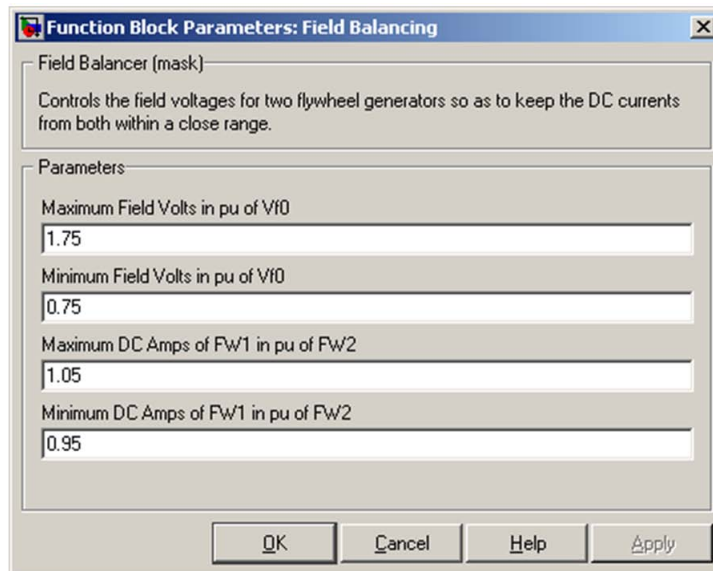 Function Block Parameters: Field Balancing
Field Balancer (mask)
Controls the field voltages for two flywheel generators so as to keep the DC currents
from both within a close range.
Parameters
Maximum Field Volts in pu of Vf0
1.75
Minimum Field Volts in pu of Vf0
0.75
Maximum DC Amps of FW1 in pu of FW2
1.05
Minimum DC Amps of FW1 in pu of FW2
0.95
OK Cancel Help Apply